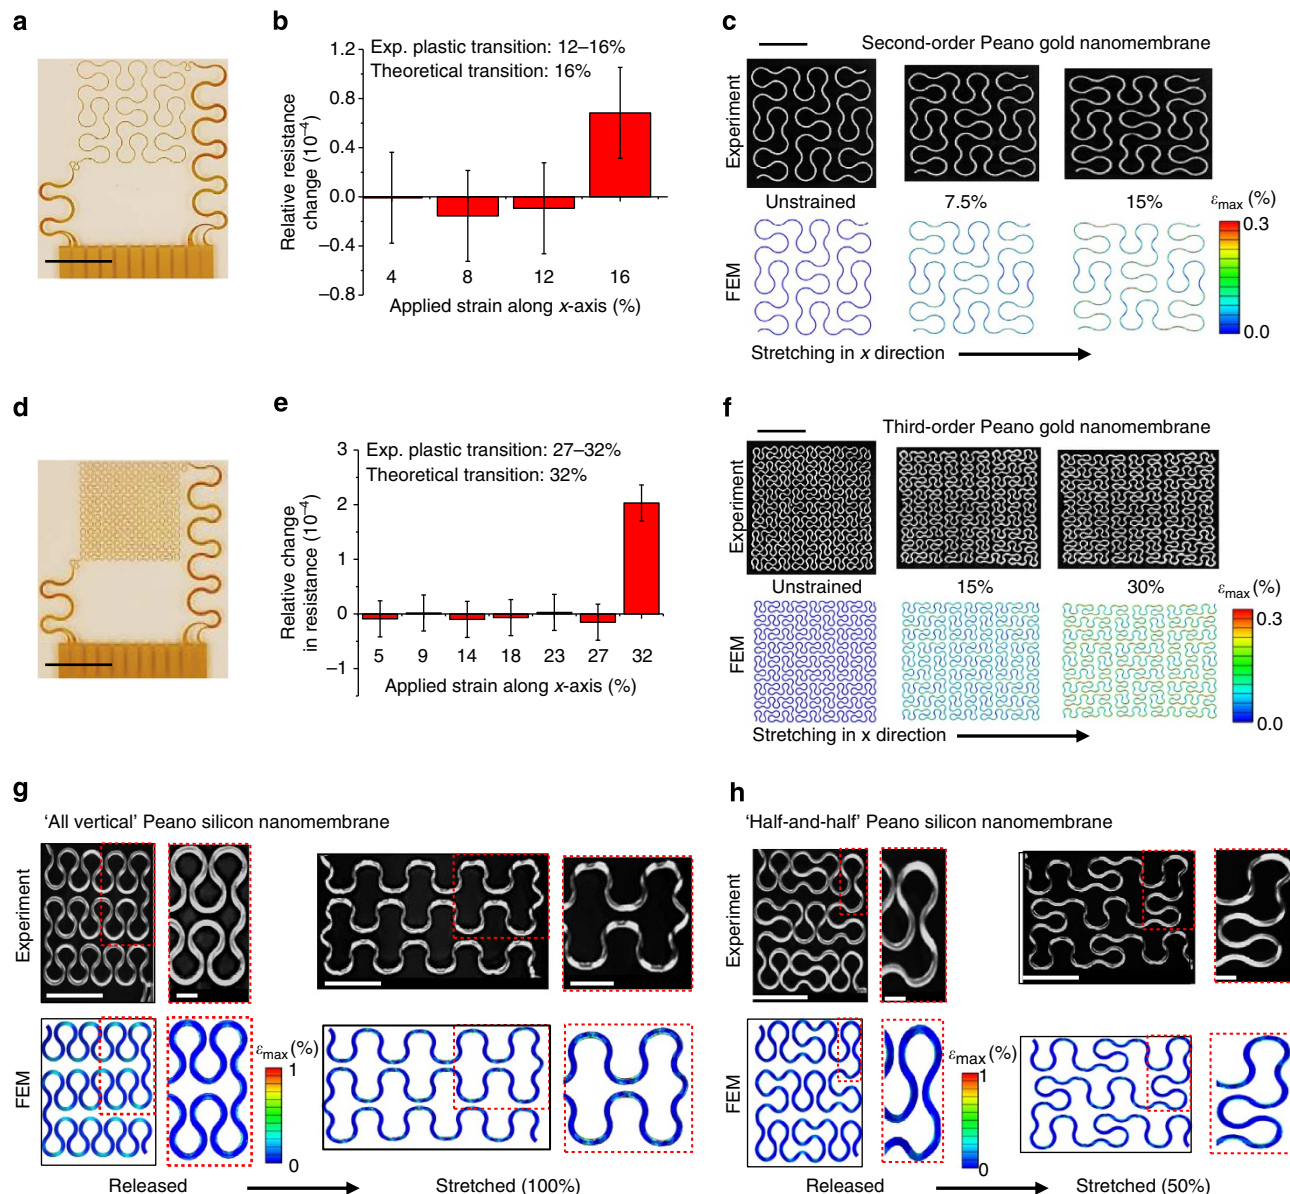 a
b
1.2
0.8
0.4
0.0
–0.4
–0.8
Relative resistance
change (10⁻⁴)
Exp. plastic transition: 12–16%
Theoretical transition: 16%
4 8 12 16
Applied strain along x-axis (%)
c
Second-order Peano gold nanomembrane
Experiment
Unstrained 7.5% 15%
εmax (%)
0.3
0.0
FEM
Stretching in x direction
d
e
3
2
1
0
–1
Relative change
in resistance (10⁻⁴)
Exp. plastic transition: 27–32%
Theoretical transition: 32%
5 9 14 18 23 27 32
Applied strain along x-axis (%)
f
Third-order Peano gold nanomembrane
Experiment
Unstrained 15% 30%
εmax (%)
0.3
0.0
FEM
Stretching in x direction
g
'All vertical' Peano silicon nanomembrane
Experiment
FEM
εmax (%)
1
0
Released Stretched (100%)
h
'Half-and-half' Peano silicon nanomembrane
Experiment
FEM
εmax (%)
1
0
Released Stretched (50%)